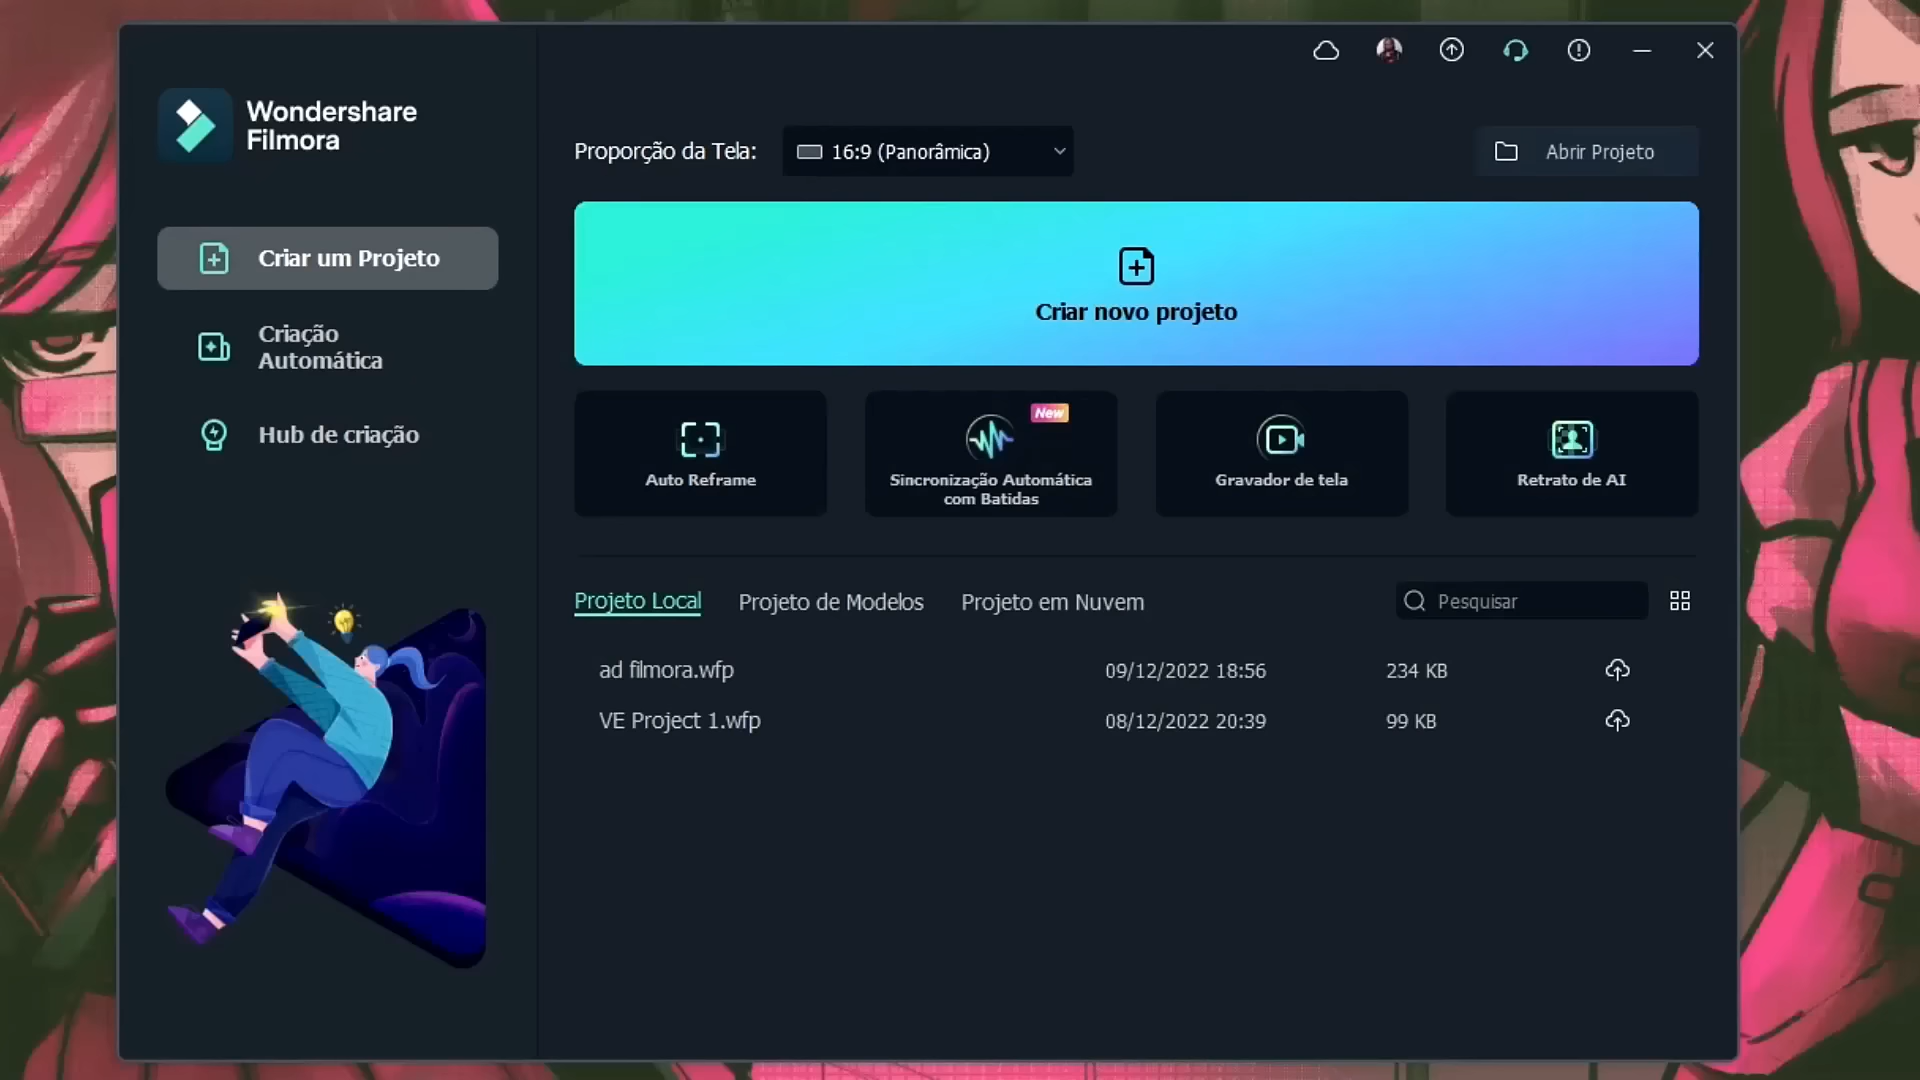 Wondershare
Filmora
Criar um Projeto
Criação
Automática
Hub de criação
Proporção da Tela:
16:9 (Panorâmica)
Abrir Projeto
Criar novo projeto
Auto Reframe
New
Sincronização Automática
com Batidas
Gravador de tela
Retrato de AI
Projeto Local
Projeto de Modelos
Projeto em Nuvem
Pesquisar
ad filmora.wfp
09/12/2022 18:56
234 KB
VE Project 1.wfp
08/12/2022 20:39
99 KB